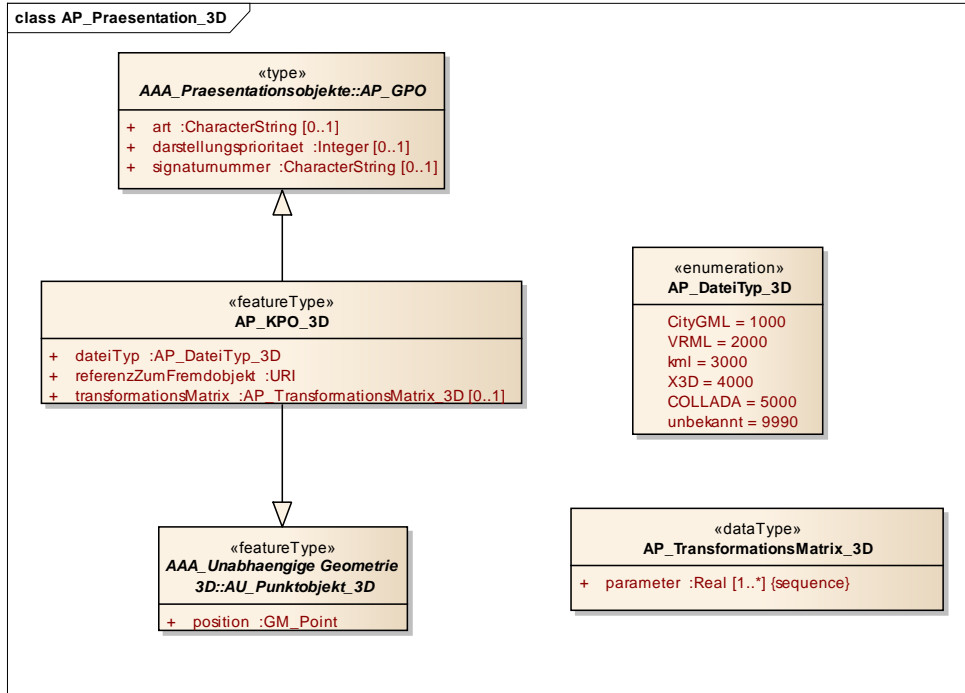 class AP_Praesentation_3D
«type»
AAA_Praesentationsobjekte::AP_GPO
+ art :CharacterString [0..1]
+ darstellungsprioritaet :Integer [0..1]
+ signaturnummer :CharacterString [0..1]
«featureType»
AP_KPO_3D
+ dateiTyp :AP_DateiTyp_3D
+ referenzZumFremdobjekt :URI
+ transformationsMatrix :AP_TransformationsMatrix_3D [0..1]
«enumeration»
AP_DateiTyp_3D
CityGML = 1000
VRML = 2000
kml = 3000
X3D = 4000
COLLADA = 5000
unbekannt = 9990
«featureType»
AAA_Unabhaengige Geometrie
3D::AU_Punktobjekt_3D
+ position :GM_Point
«dataType»
AP_TransformationsMatrix_3D
+ parameter :Real [1..*] {sequence}